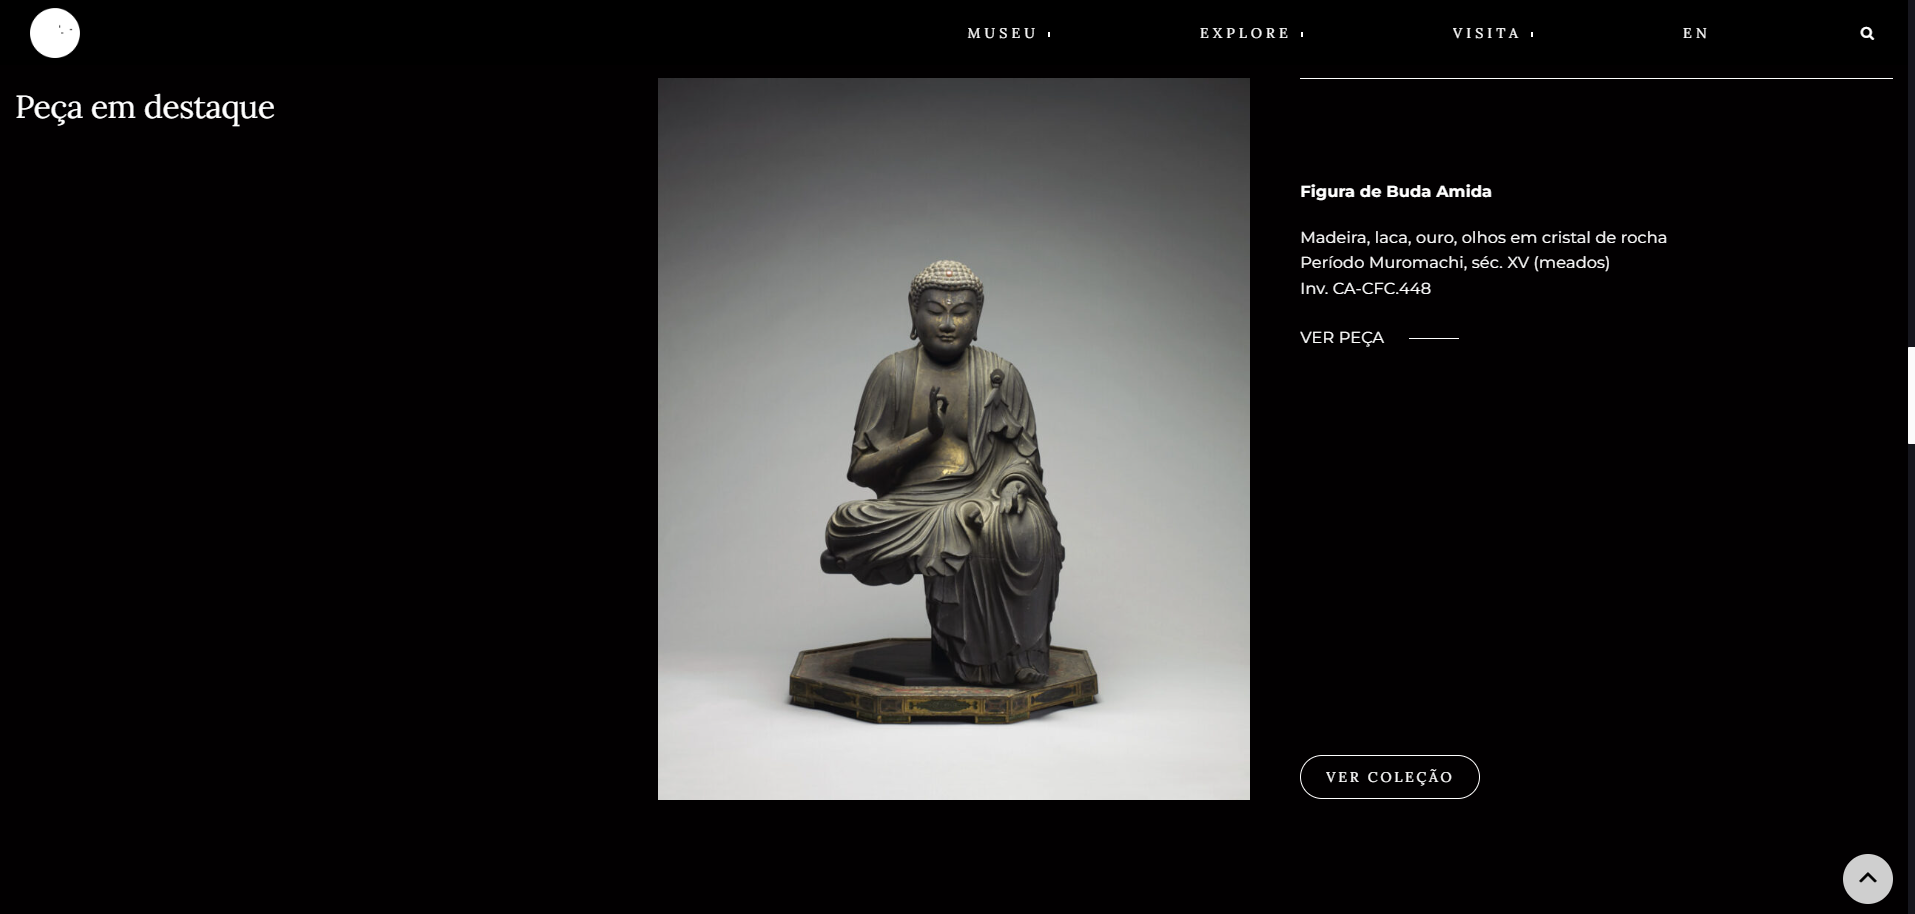 MUSEU
EXPLORE
VISITA
EN
Peça em destaque
Figura de Buda Amida
Madeira, laca, ouro, olhos em cristal de rocha
Período Muromachi, séc. XV (meados)
Inv. CA-CFC.448
VER PEÇA
VER COLEÇÃO